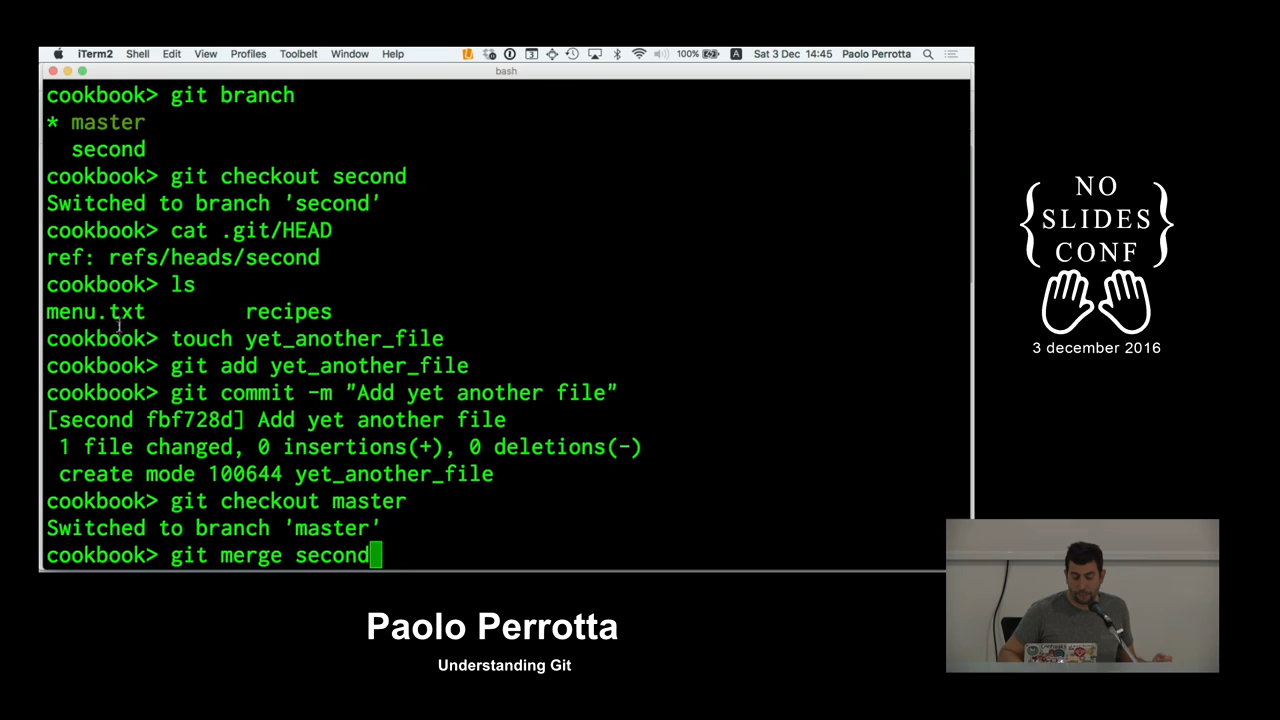 iTerm2 Shell Edit View Profiles Toolbelt Window Help 100% A Sat 3 Dec 14:45 Paolo Perrotta
bash
cookbook> git branch
* master
second
cookbook> git checkout second
Switched to branch 'second'
cookbook> cat .git/HEAD
ref: refs/heads/second
cookbook> ls
menu.txt recipes
cookbook> touch yet_another_file
cookbook> git add yet_another_file
cookbook> git commit -m "Add yet another file"
[second fbf728d] Add yet another file
1 file changed, 0 insertions(+), 0 deletions(-)
create mode 100644 yet_another_file
cookbook> git checkout master
Switched to branch 'master'
cookbook> git merge second
NO
SLIDES
CONF
3 december 2016
Paolo Perrotta
Understanding Git